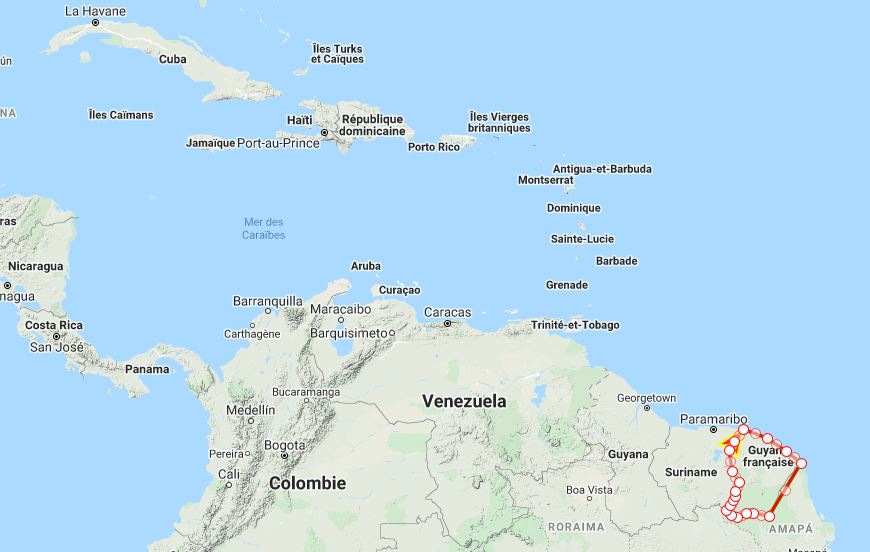 La Havane
Îles Turks
et Caïques
ún
Cuba
NA
Îles Caïmans
Haïti
République
dominicaine
Îles Vierges
britanniques
Jamaïque
Port-au-Prince
Porto Rico
Antigua-et-Barbuda
Montserrat
Dominique
ras
Mer des
Caraïbes
Sainte-Lucie
Nicaragua
Aruba
Barbade
nagua
Curaçao
Grenade
Barranquilla
Maracaibo
Caracas
Costa Rica
Carthagène
Barquisimeto
Trinité-et-Tobago
San José
Panama
Bucaramanga
Venezuela
Georgetown
Medellín
Paramaribo
Bogota
Pereira
Guyana
Guyan
française
Cali
Suriname
Colombie
Boa Vista
RORAIMA
AMAPÁ